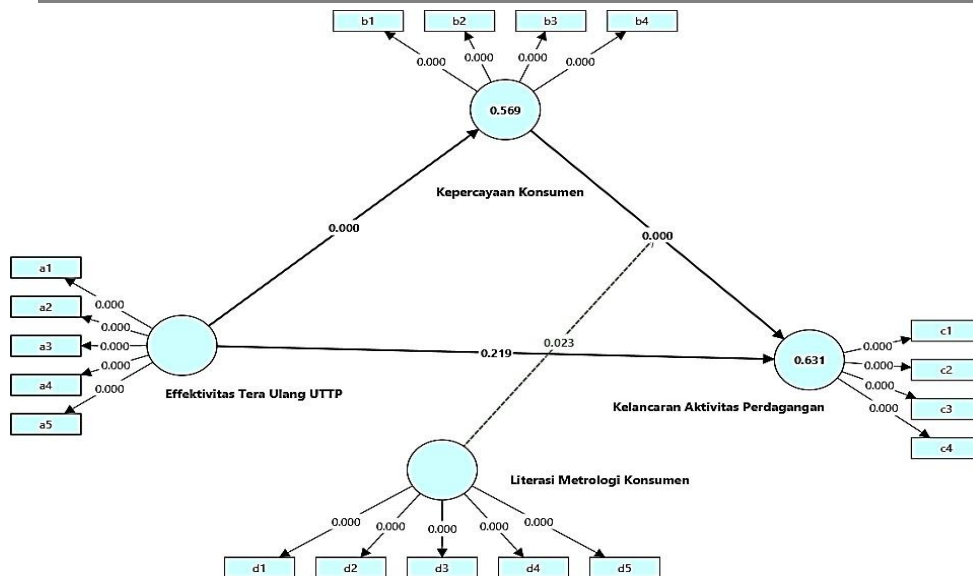 b1 b2 b3 b4
0.000 0.000 0.000 0.000
0.569
Kepercayaan Konsumen
0.000 0.000
a1
a2
a3
a4
a5
0.000
0.000
0.000
0.000
0.000
Effektivitas Tera Ulang UTTP
0.219
0.023
0.631
Kelancaran Aktivitas Perdagangan
0.000
0.000
0.000
0.000
c1
c2
c3
c4
Literasi Metrologi Konsumen
0.000 0.000 0.000 0.000 0.000
d1 d2 d3 d4 d5